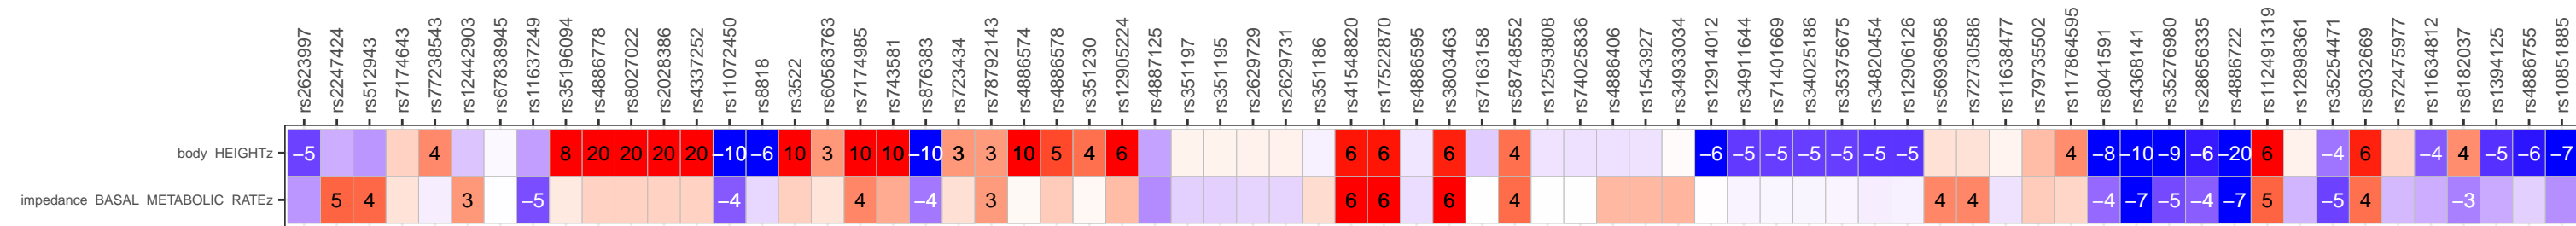 rs2623997 rs2247424 rs512943 rs7174643 rs77238543 rs12442903 rs67838945 rs11637249 rs35196094 rs4886778 rs8027022 rs2028386 rs4337252 rs11072450 rs8818 rs3522 rs60563763 rs7174985 rs743581 rs8763883 rs723434 rs78792143 rs4886574 rs4886578 rs351230 rs12905224 rs4887125 rs351197 rs351195 rs2629729 rs2629731 rs351186 rs41548820 rs17522870 rs4886595 rs3803463 rs7163158 rs58748552 rs12593808 rs74025836 rs4886406 rs1543927 rs34933034 rs12914012 rs34911644 rs71401669 rs34025186 rs35375675 rs34820454 rs12906126 rs56936958 rs72730586 rs11638477 rs79735502 rs117864595 rs8041591 rs4368141 rs35276980 rs28656335 rs4886722 rs112491319 rs12898361 rs35254471 rs8032669 rs72475977 rs11634812 rs8182037 rs1394125 rs4886755 rs10851885
body_HEIGHTz −5 4 8 20 20 20 20 −10 −6 10 3 10 10 −10 3 3 10 5 4 6 6 6 6 4 −6 −5 −5 −5 −5 −5 −5 4 −8 −10 −9 −6 −20 6 −4 6 −4 4 −5 −6 −7
impedance_BASAL_METABOLIC_RATEz 5 4 3 −5 −4 4 −4 3 6 6 6 4 4 4 −4 −7 −5 −4 −7 5 −5 4 −3